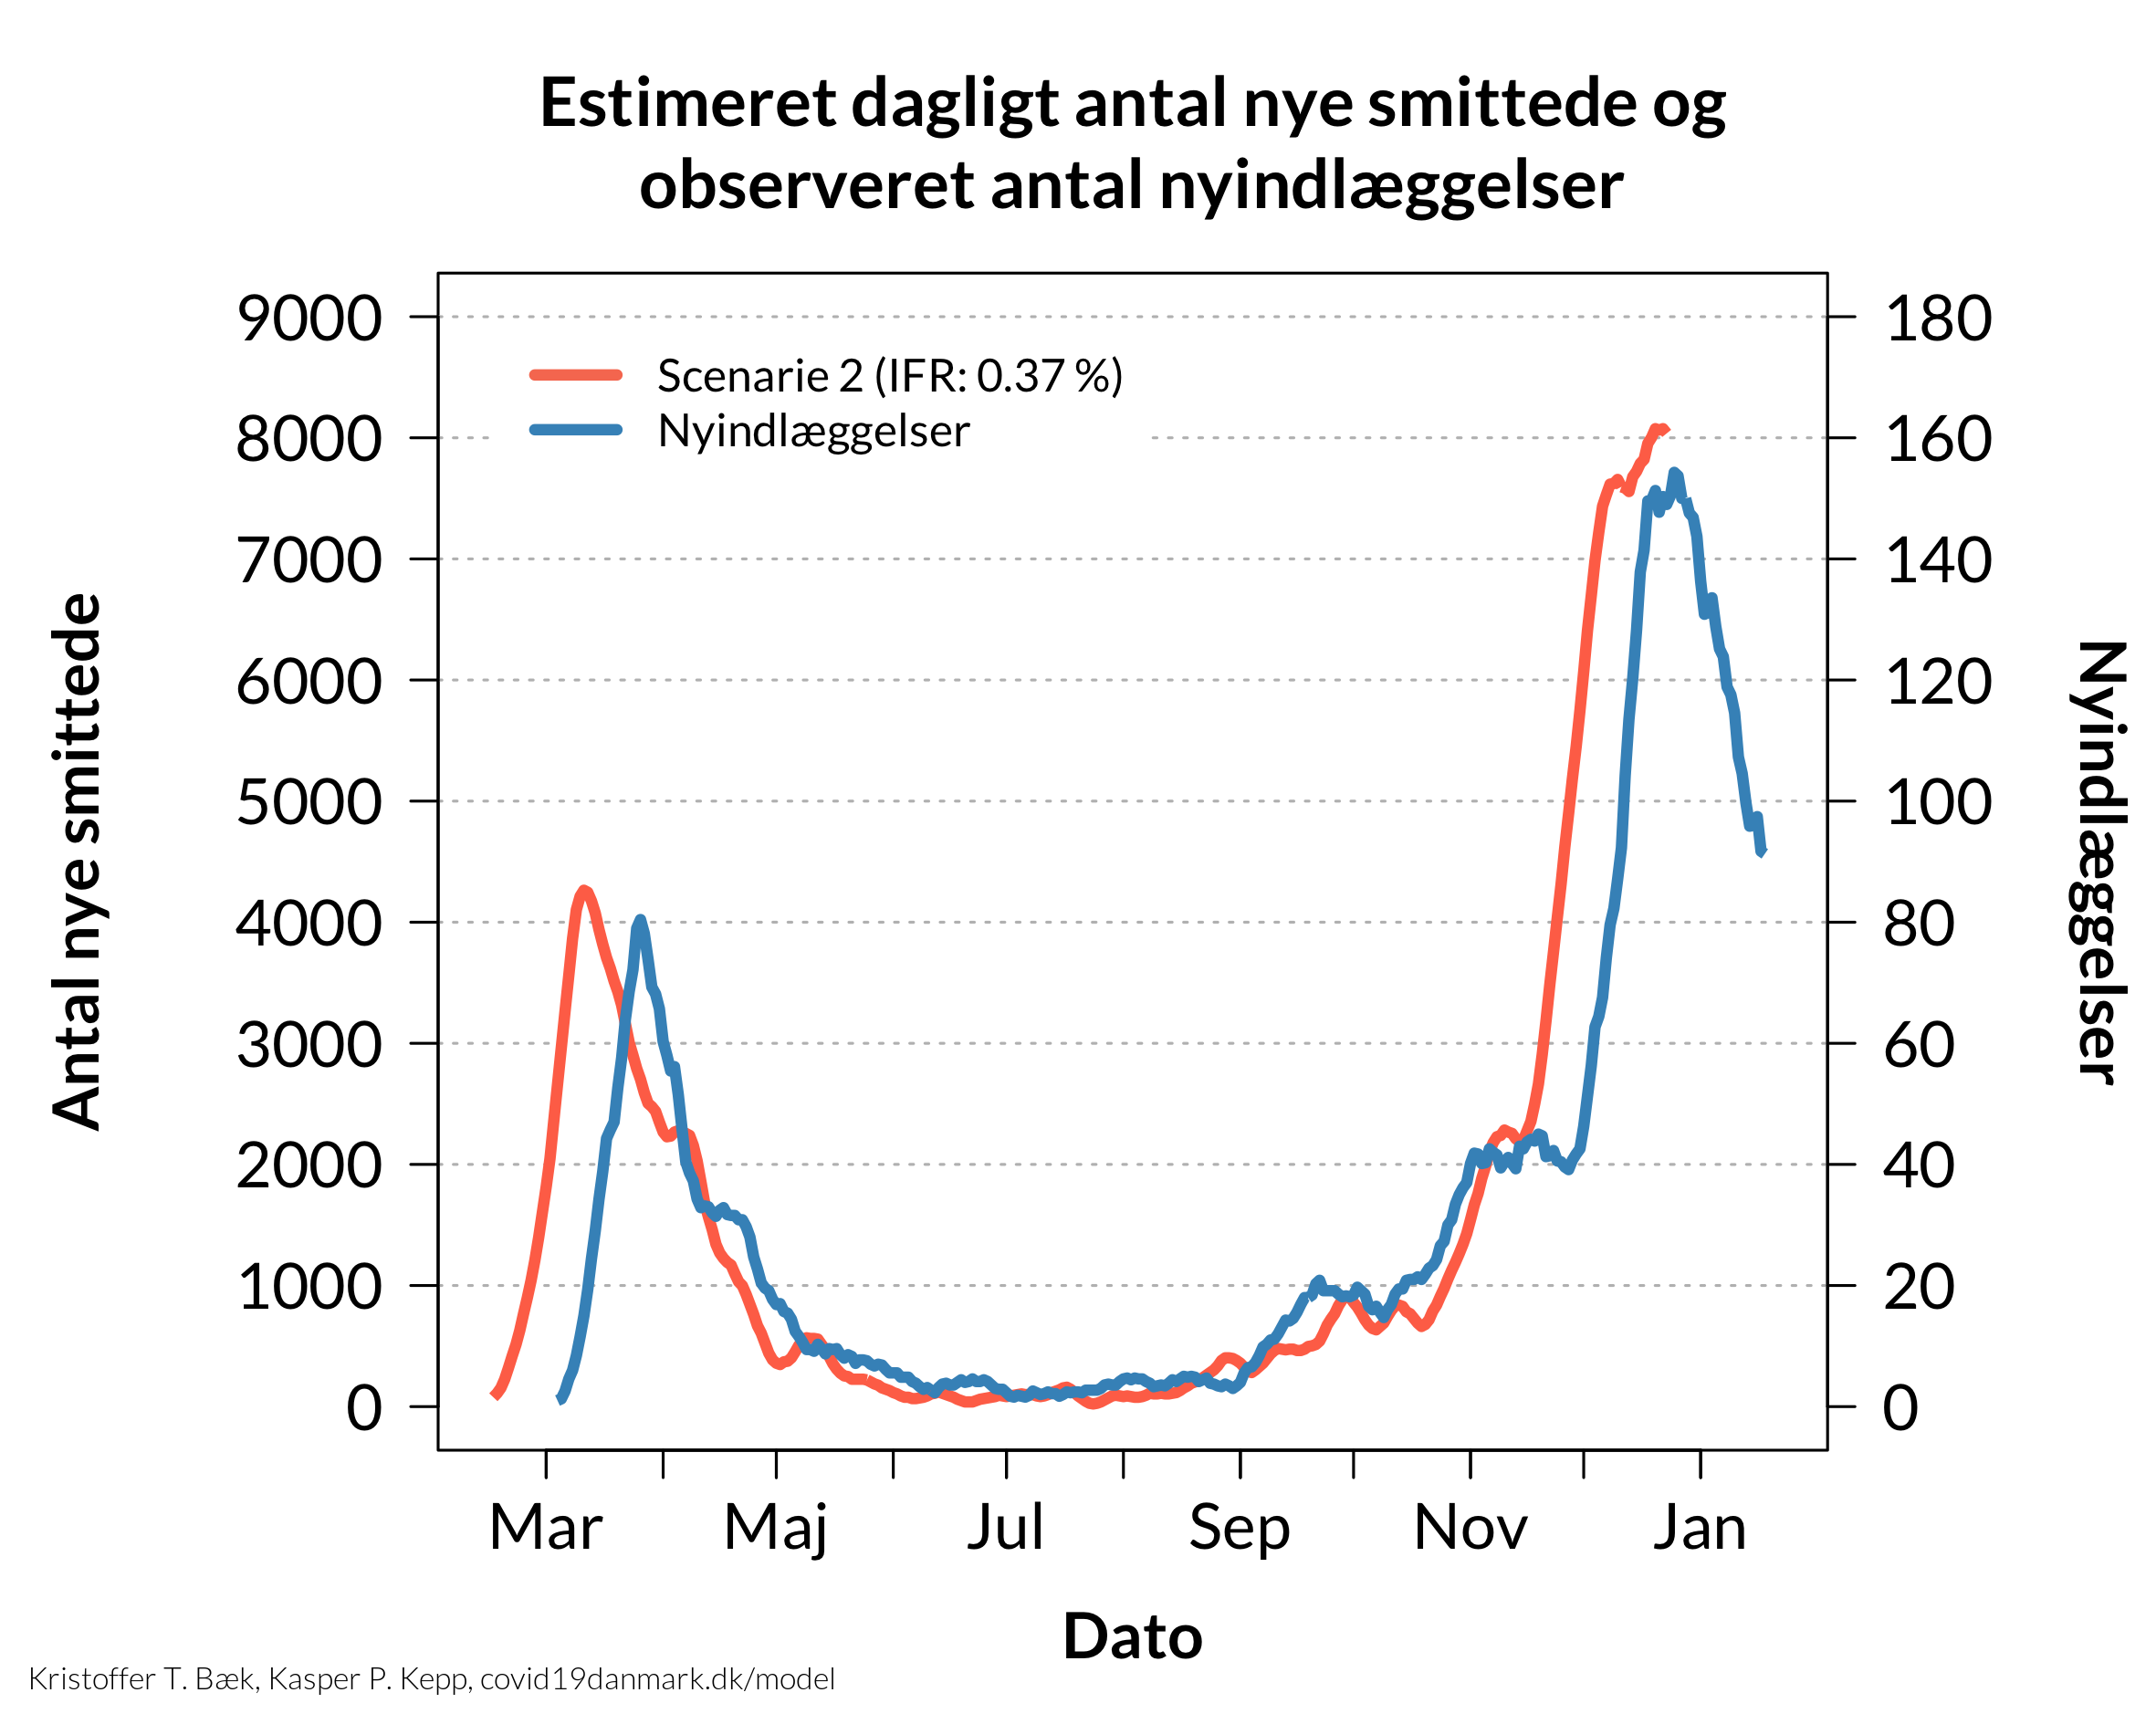 Estimeret dagligt antal nye smittede og
observeret antal nyindlæggelser
Scenarie 2 (IFR: 0.37 %)
Nyindlæggelser
Antal nye smittede
9000
8000
7000
6000
5000
4000
3000
2000
1000
0
180
160
140
120
100
80
60
40
20
0
Nyindlæggelser
Mar Maj Jul Sep Nov Jan
Dato
Kristoffer T. Bæk, Kasper P. Kepp, covid19danmark.dk/model